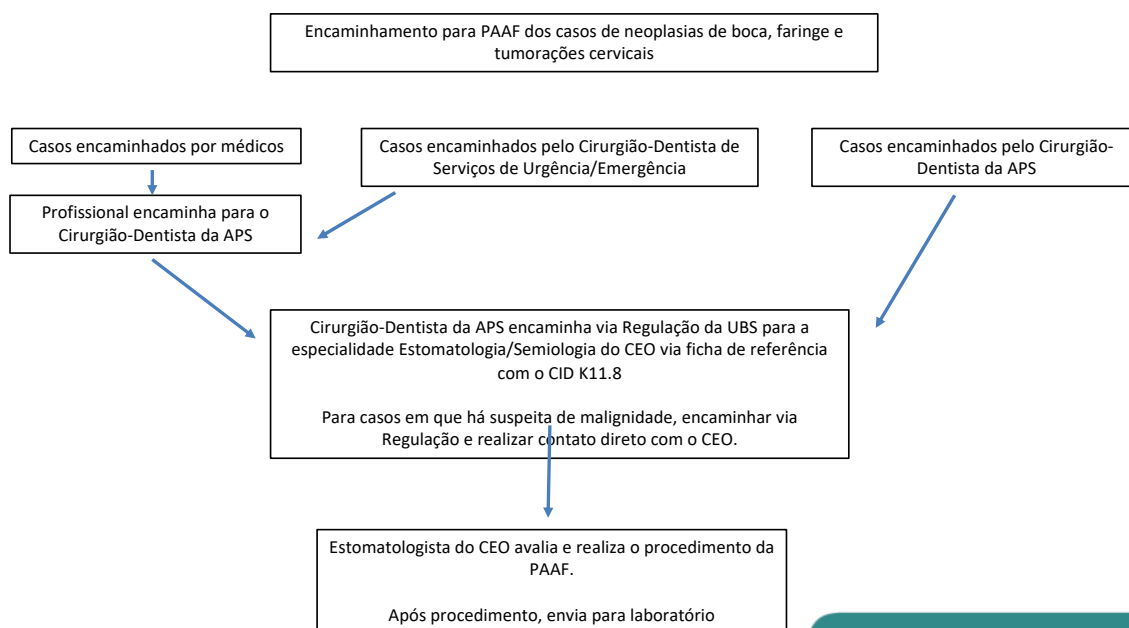 Encaminhamento para PAAF dos casos de neoplasias de boca, faringe e
tumorações cervicais
Casos encaminhados por médicos
Casos encaminhados pelo Cirurgião-Dentista de
Serviços de Urgência/Emergência
Casos encaminhados pelo Cirurgião-
Dentista da APS
Profissional encaminha para o
Cirurgião-Dentista da APS
Cirurgião-Dentista da APS encaminha via Regulação da UBS para a
especialidade Estomatologia/Semiologia do CEO via ficha de referência
com o CID K11.8
Para casos em que há suspeita de malignidade, encaminhar via
Regulação e realizar contato direto com o CEO.
Estomatologista do CEO avalia e realiza o procedimento da
PAAF.
Após procedimento, envia para laboratório